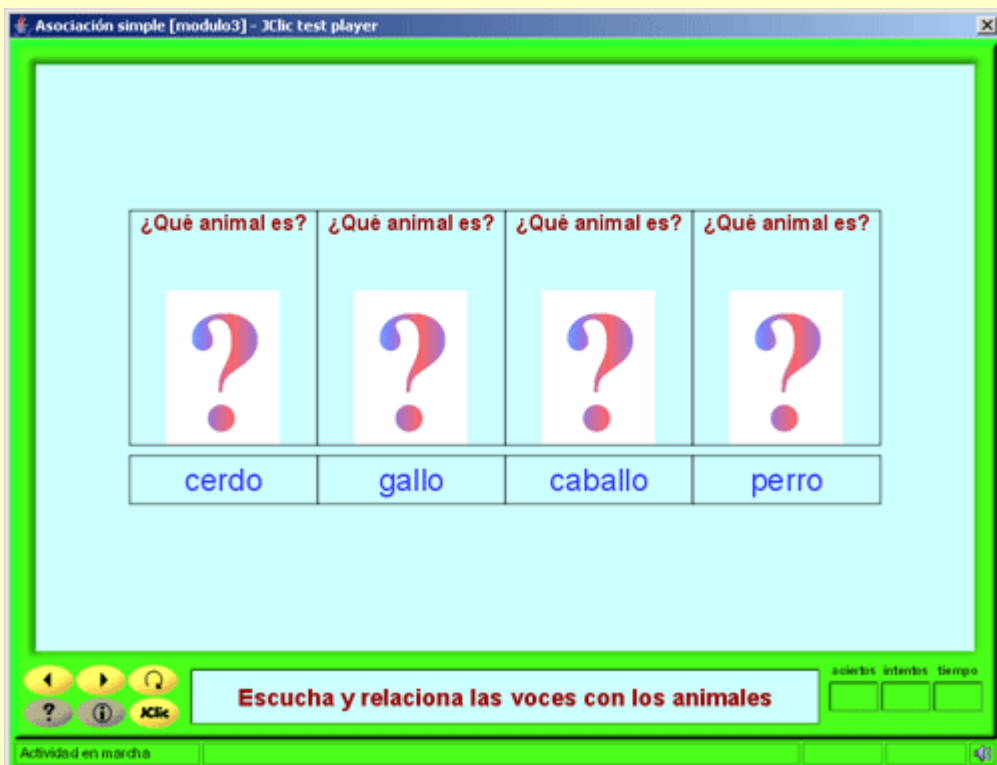 Asociación simple [modulo3] - JClic test player
¿Qué animal es? ¿Qué animal es? ¿Qué animal es? ¿Qué animal es?
? ? ? ?
cerdo gallo caballo perro
aciertos intentos tiempo
Escucha y relaciona las voces con los animales
? i JClic
Actividad en marcha